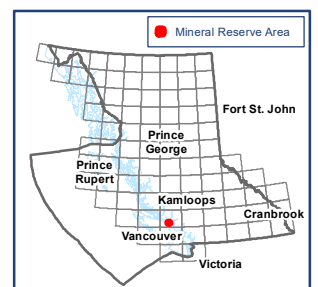 Mineral Reserve Area
Fort St. John
Prince
George
Prince
Rupert
Kamloops
Cranbrook
Vancouver
Victoria